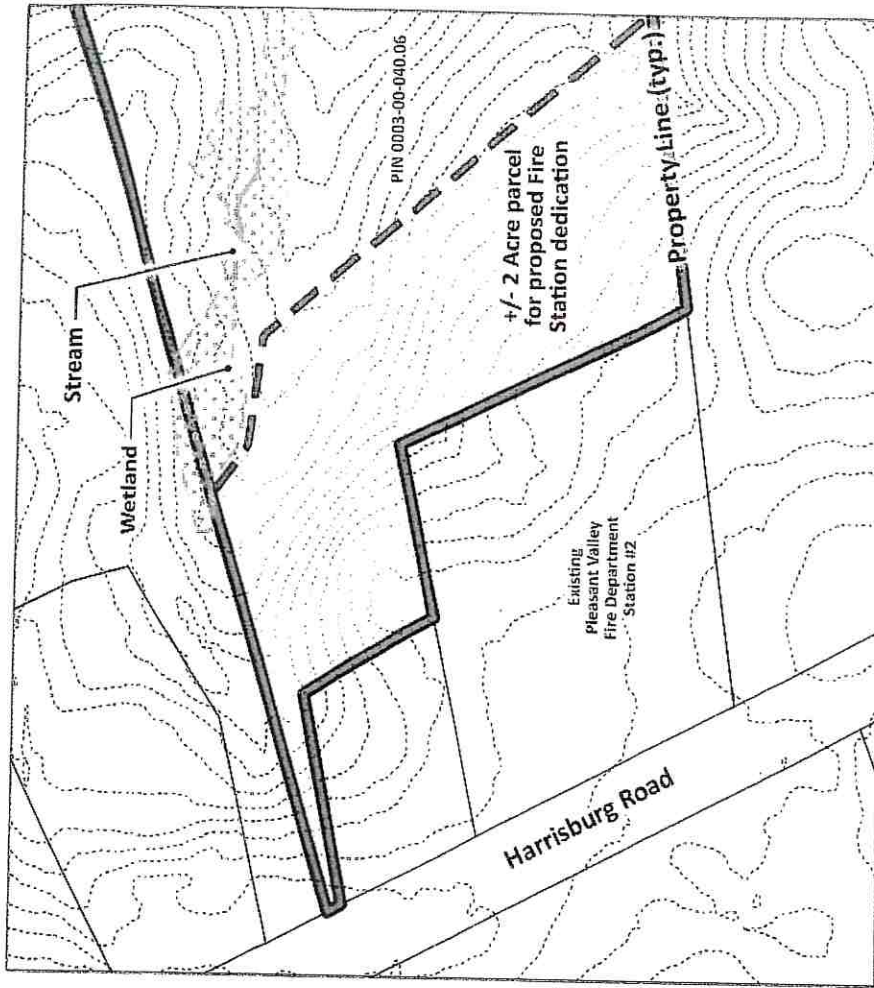 Stream
Wetland
PIN 0003-00-040.06
+/- 2 Acre parcel
for proposed Fire
Station dedication
Property Line (typ.)
Existing
Pleasant Valley
Fire Department
Station #2
Harrisburg Road